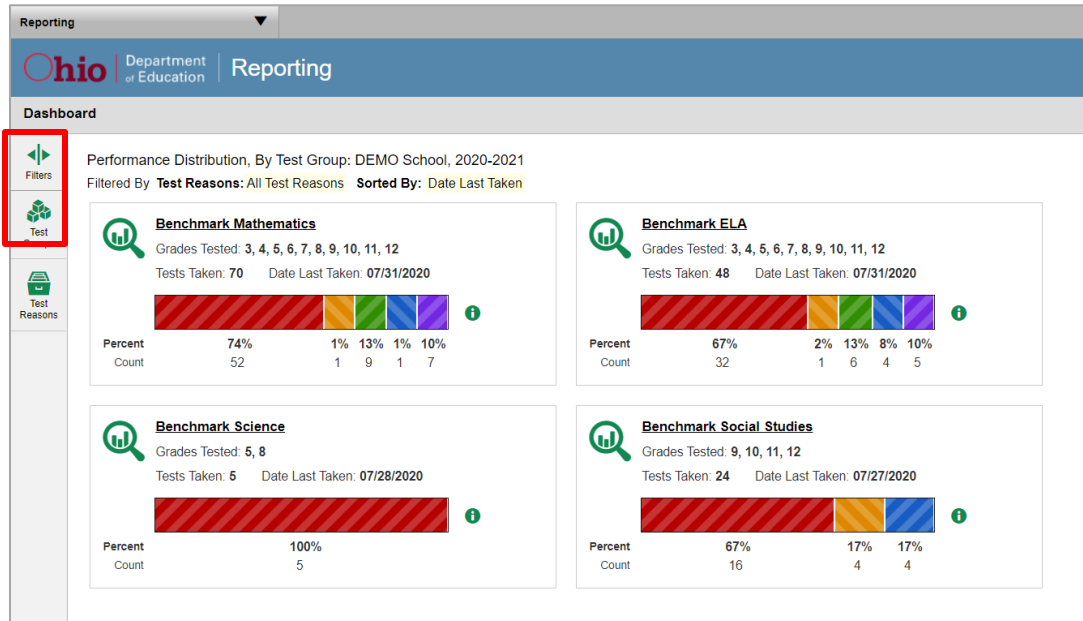 Reporting
Ohio Department of Education Reporting
Dashboard
Filters
Test
Test
Reasons
Performance Distribution, By Test Group: DEMO School, 2020-2021
Filtered By Test Reasons: All Test Reasons Sorted By: Date Last Taken
Benchmark Mathematics
Grades Tested: 3, 4, 5, 6, 7, 8, 9, 10, 11, 12
Tests Taken: 70 Date Last Taken: 07/31/2020
Percent 74% 1% 13% 1% 10%
Count 52 1 9 1 7
Benchmark ELA
Grades Tested: 3, 4, 5, 6, 7, 8, 9, 10, 11, 12
Tests Taken: 48 Date Last Taken: 07/31/2020
Percent 67% 2% 13% 8% 10%
Count 32 1 6 4 5
Benchmark Science
Grades Tested: 5, 8
Tests Taken: 5 Date Last Taken: 07/28/2020
Percent 100%
Count 5
Benchmark Social Studies
Grades Tested: 9, 10, 11, 12
Tests Taken: 24 Date Last Taken: 07/27/2020
Percent 67% 17% 17%
Count 16 4 4